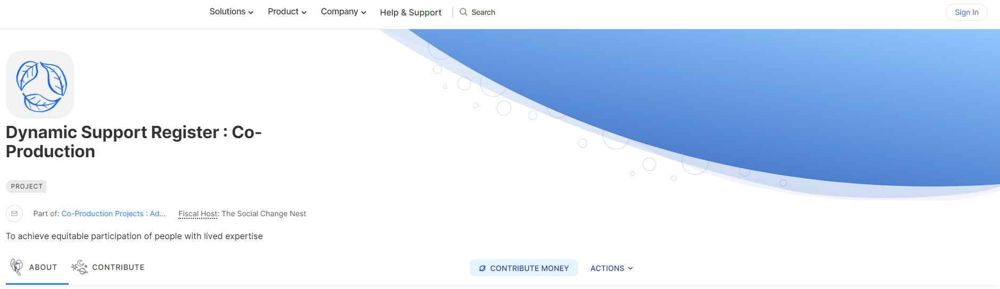 Solutions Product Company Help & Support Search Sign In
Dynamic Support Register : Co-
Production
PROJECT
Part of: Co-Production Projects : Ad... Fiscal Host: The Social Change Nest
To achieve equitable participation of people with lived expertise
ABOUT CONTRIBUTE CONTRIBUTE MONEY ACTIONS